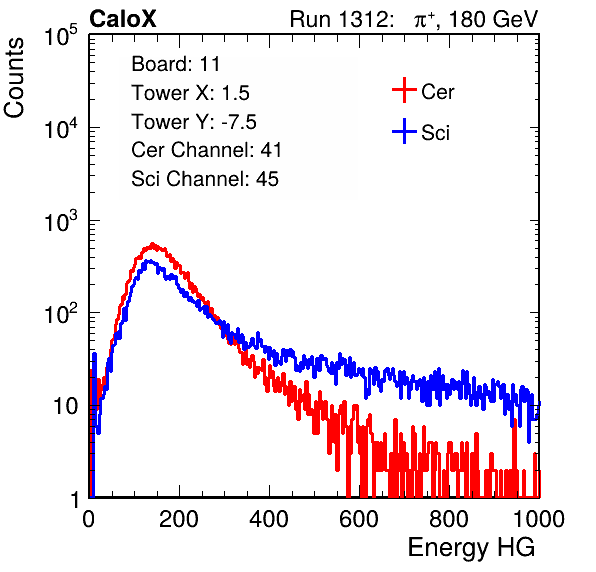 CaloX Run 1312: π⁺, 180 GeV
Counts
10⁵
10⁴
10³
10²
10
1
Board: 11
Tower X: 1.5
Tower Y: -7.5
Cer Channel: 41
Sci Channel: 45
Cer
Sci
0 200 400 600 800 1000
Energy HG